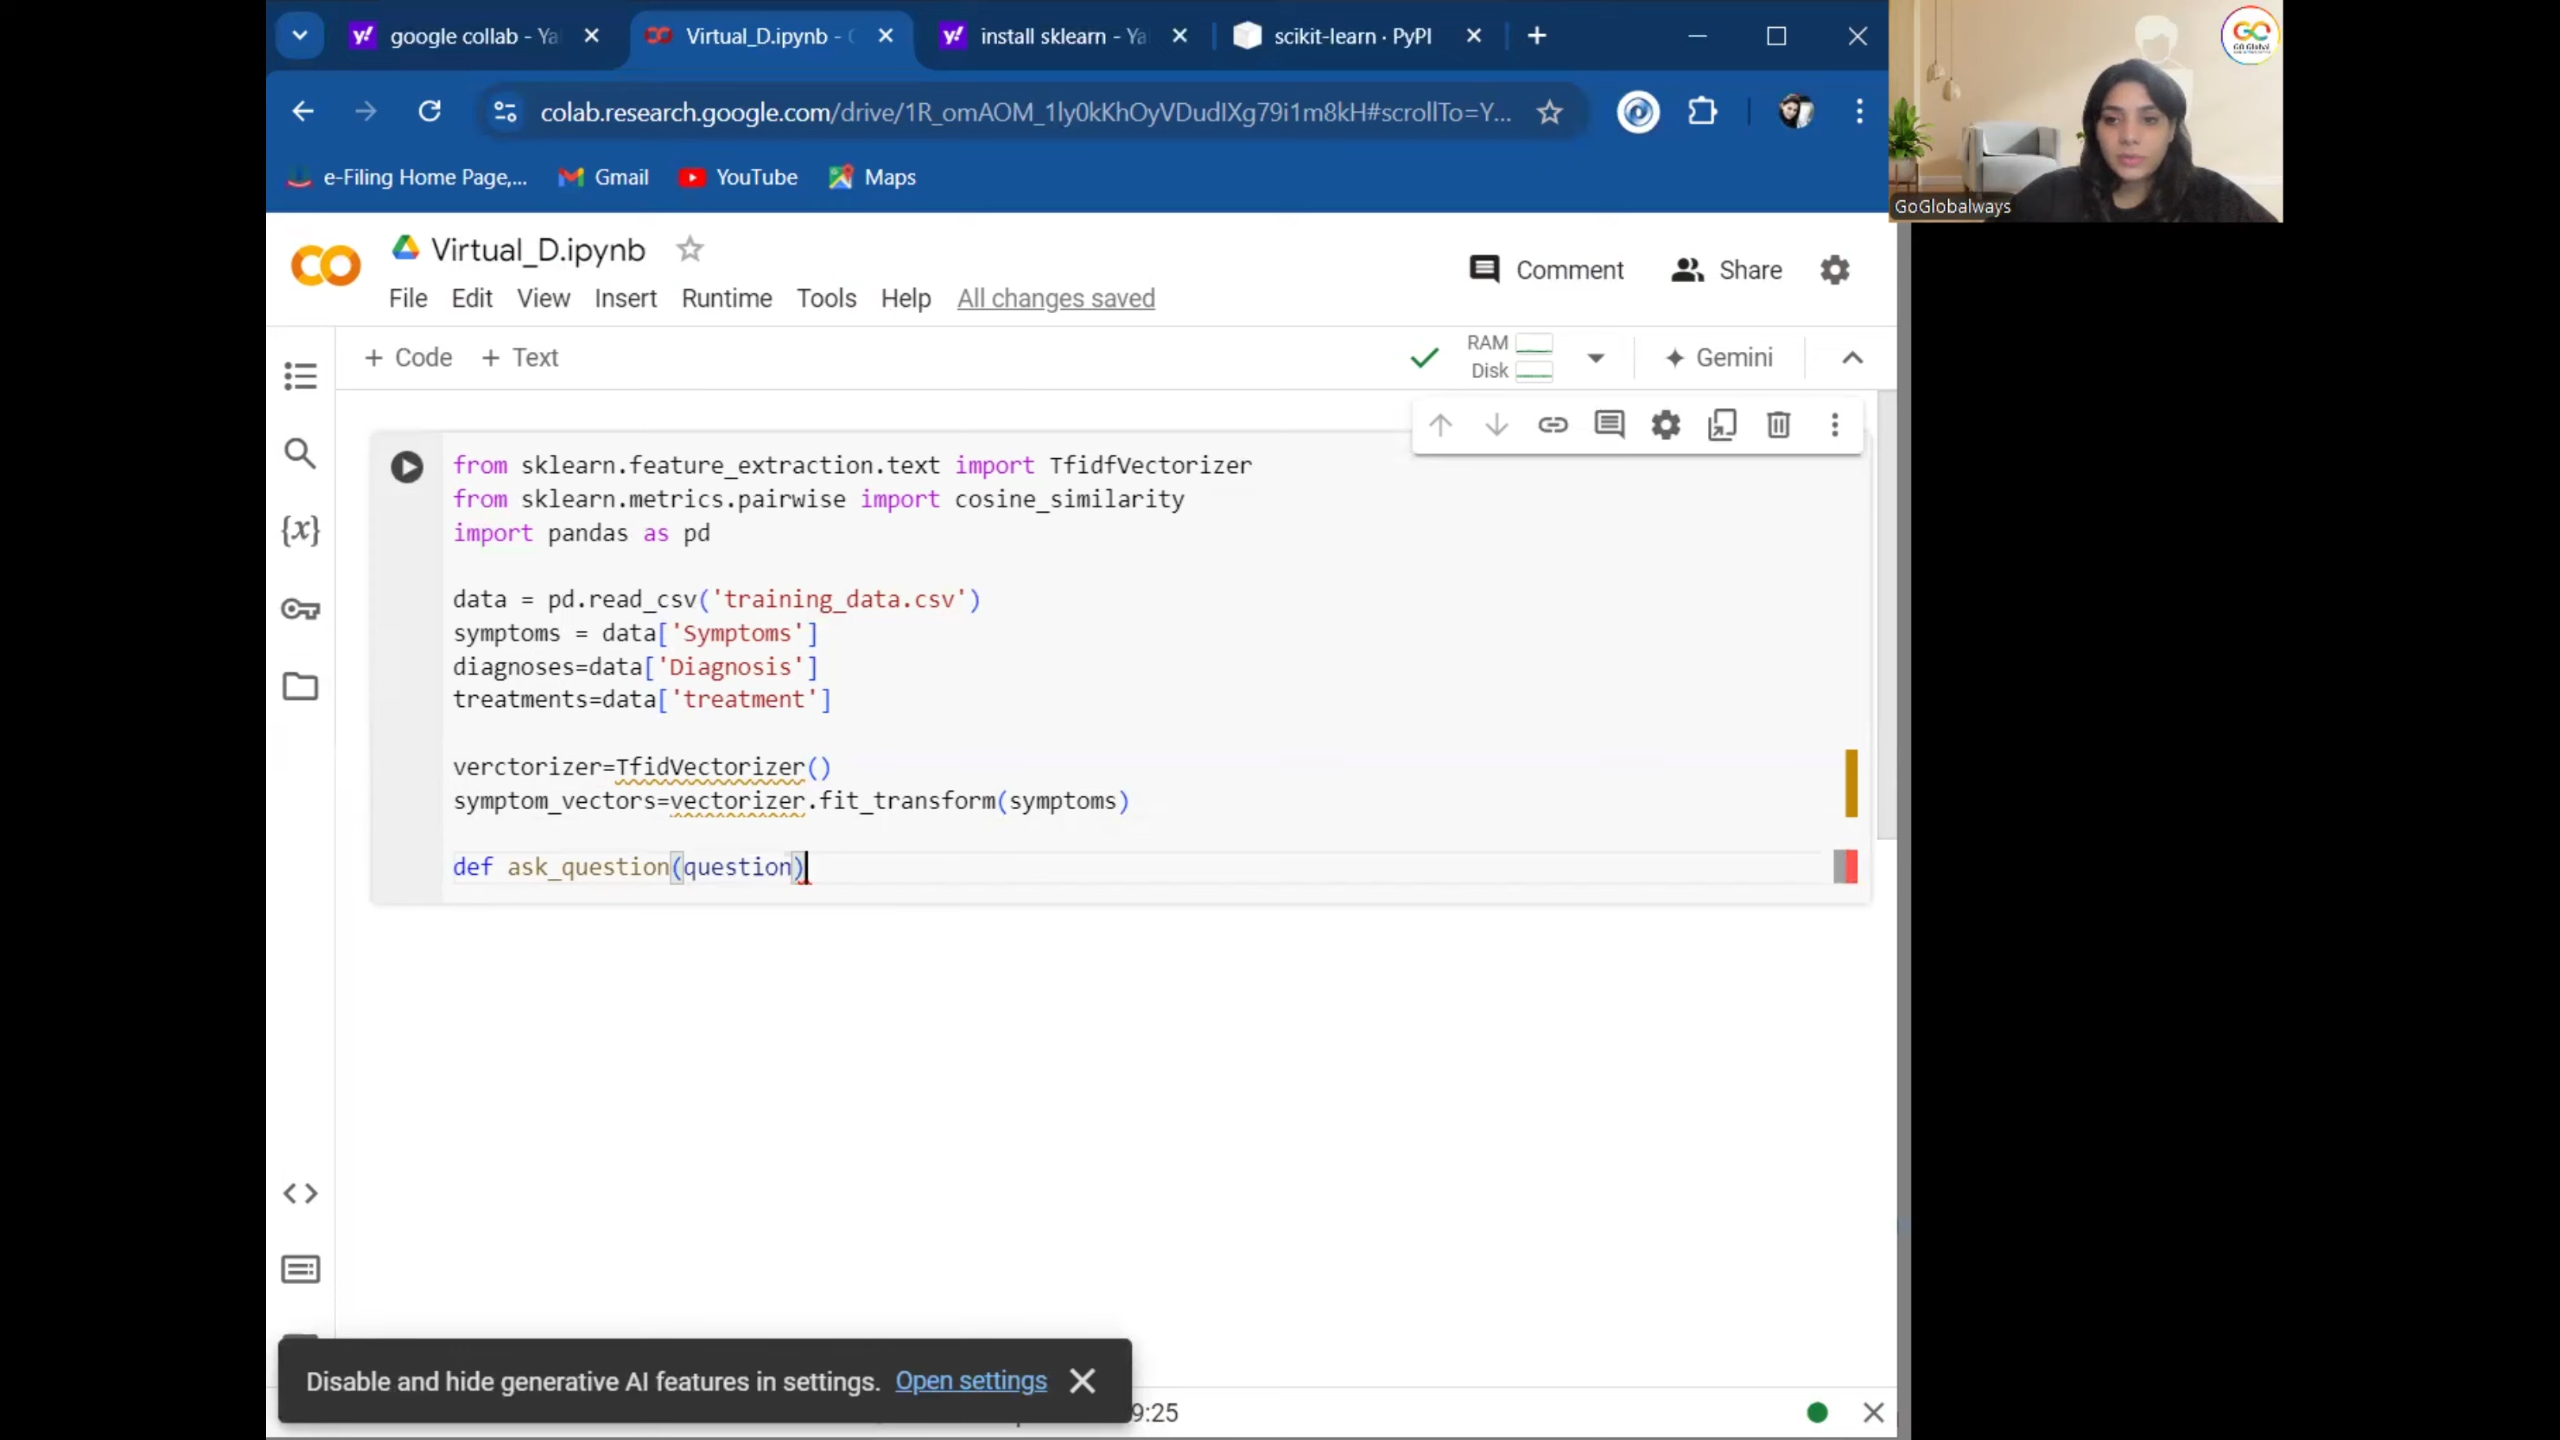 google collab - Ya
Virtual_D.ipynb -
install sklearn - Ya
scikit-learn · PyPI
GO Global
colab.research.google.com/drive/1R_omAOM_1ly0kKhOyVDudIXg79i1m8kH#scrollTo=Y...
e-Filing Home Page,...
Gmail
YouTube
Maps
GoGlobalways
Virtual_D.ipynb
Comment
Share
File Edit View Insert Runtime Tools Help All changes saved
+ Code + Text
RAM
Disk
Gemini
from sklearn.feature_extraction.text import TfidfVectorizer
from sklearn.metrics.pairwise import cosine_similarity
import pandas as pd
data = pd.read_csv('training_data.csv')
symptoms = data['Symptoms']
diagnoses=data['Diagnosis']
treatments=data['treatment']
verctorizer=TfidVectorizer()
symptom_vectors=vectorizer.fit_transform(symptoms)
def ask_question(question)
Disable and hide generative AI features in settings. Open settings
9:25